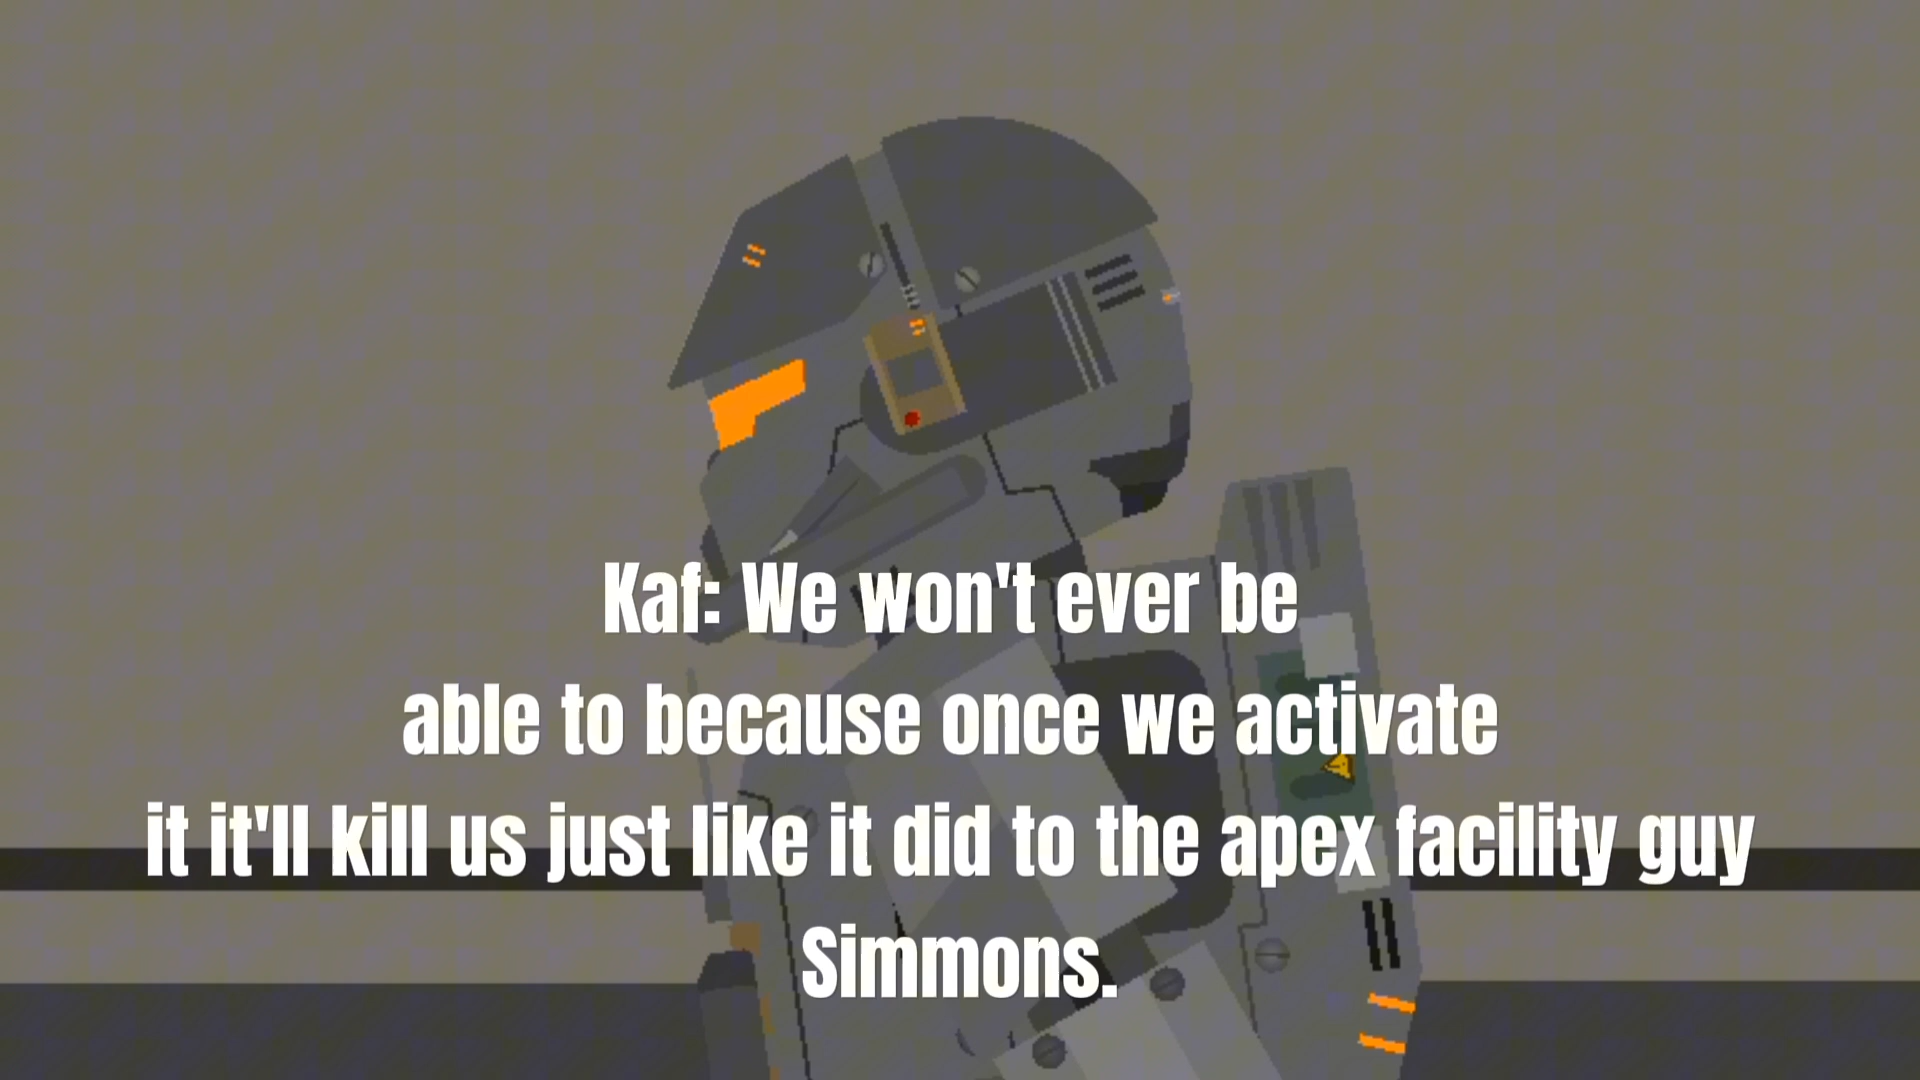 Kaf: We won't ever be
able to because once we activate
it it'll kill us just like it did to the apex facility guy
Simmons.